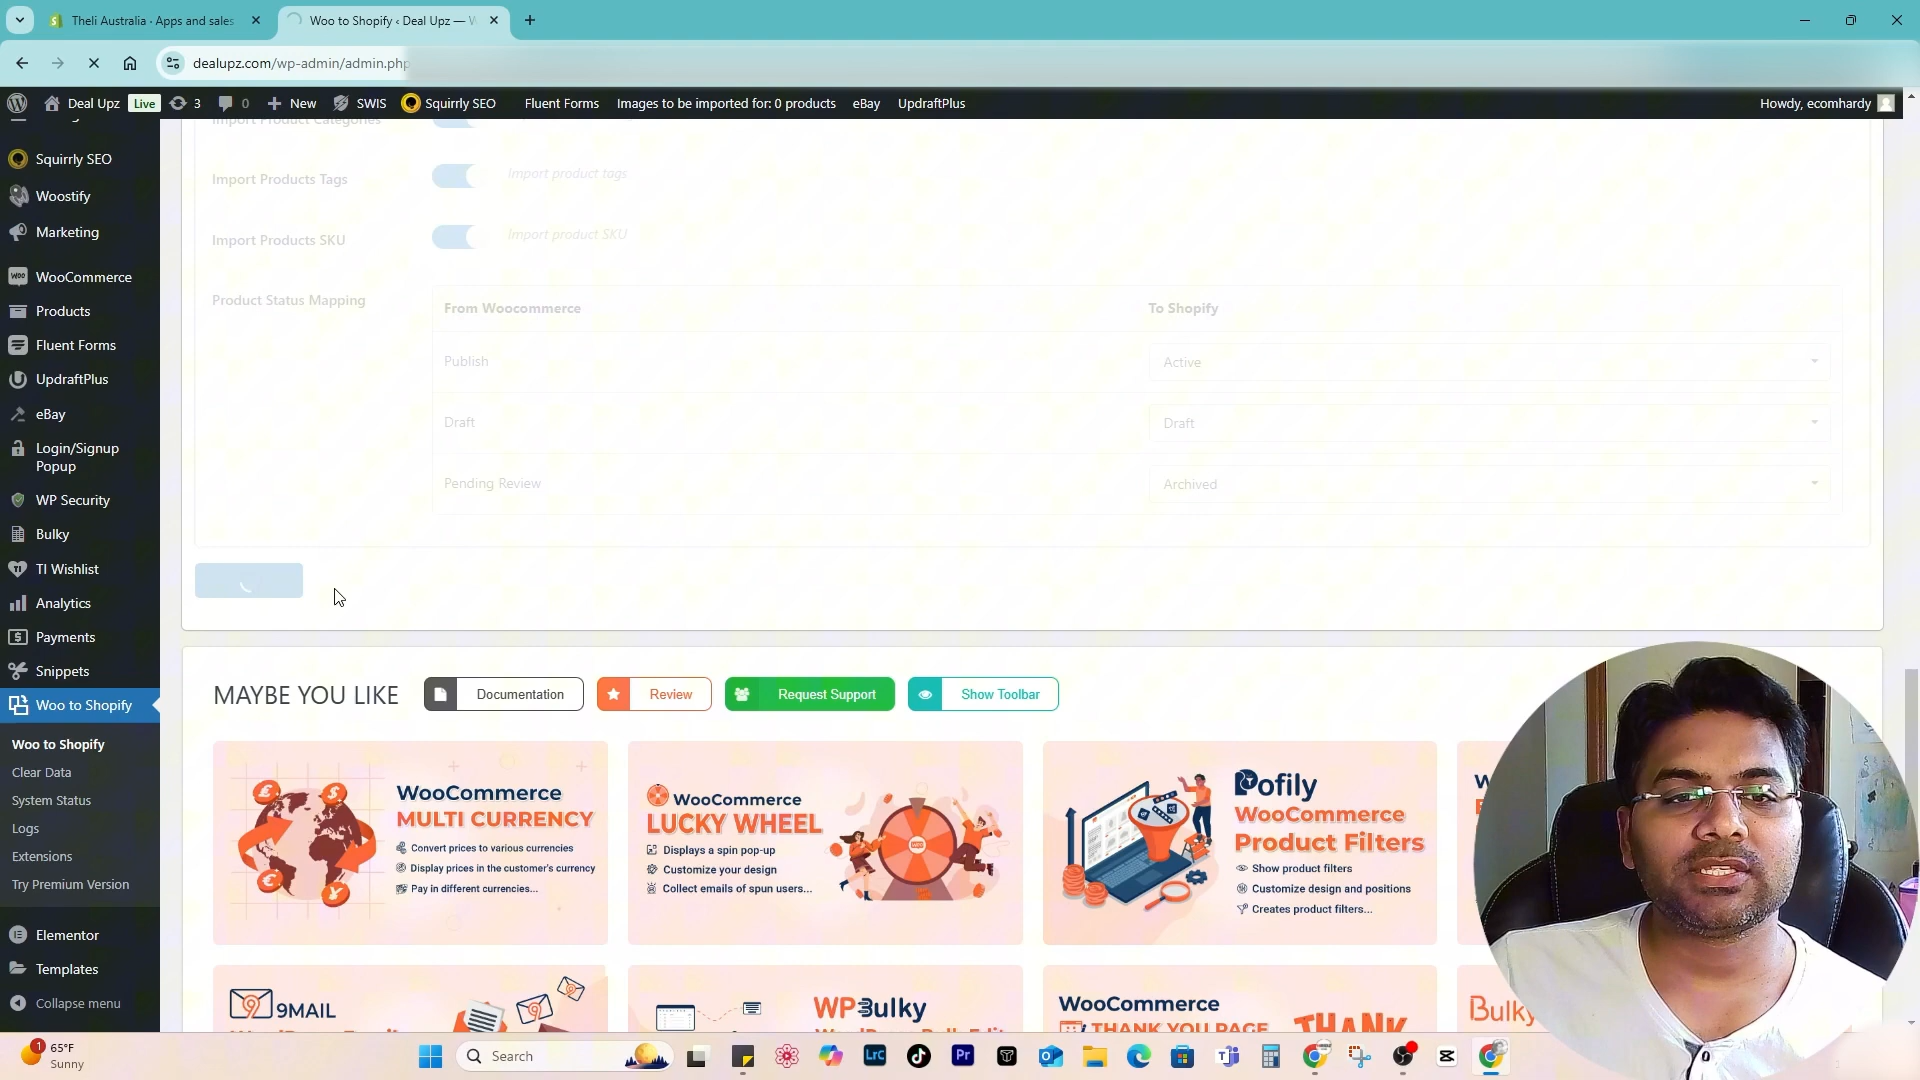 Theli Australia · Apps and sales
Woo to Shopify ‹ Deal Upz — W
dealupz.com/wp-admin/admin.php
Deal Upz
Live
3
0
New
SWIS
Squirrly SEO
Fluent Forms
Images to be imported for: 0 products
eBay
UpdraftPlus
Howdy, ecomhardy
Squirrly SEO
Woostify
Marketing
WooCommerce
Products
Fluent Forms
UpdraftPlus
eBay
Login/Signup
Popup
WP Security
Bulky
TI Wishlist
Analytics
Payments
Snippets
Woo to Shopify
Woo to Shopify
Clear Data
System Status
Logs
Extensions
Try Premium Version
Elementor
Templates
Collapse menu
Import Product Categories
Import Products Tags
Import product tags
Import Products SKU
Import product SKU
Product Status Mapping
From Woocommerce
To Shopify
Publish
Active
Draft
Draft
Pending Review
Archived
MAYBE YOU LIKE
Documentation
Review
Request Support
Show Toolbar
WooCommerce
MULTI CURRENCY
Convert prices to various currencies
Display prices in the customer's currency
Pay in different currencies...
WooCommerce
LUCKY WHEEL
Displays a spin pop-up
Customize your design
Collect emails of spun users...
Pofily
WooCommerce
Product Filters
Show product filters
Customize design and positions
Creates product filters...
9MAIL
WPBulky
WooCommerce
THANK YOU PAGE
THANK
Bulky
1
65°F
Sunny
Search